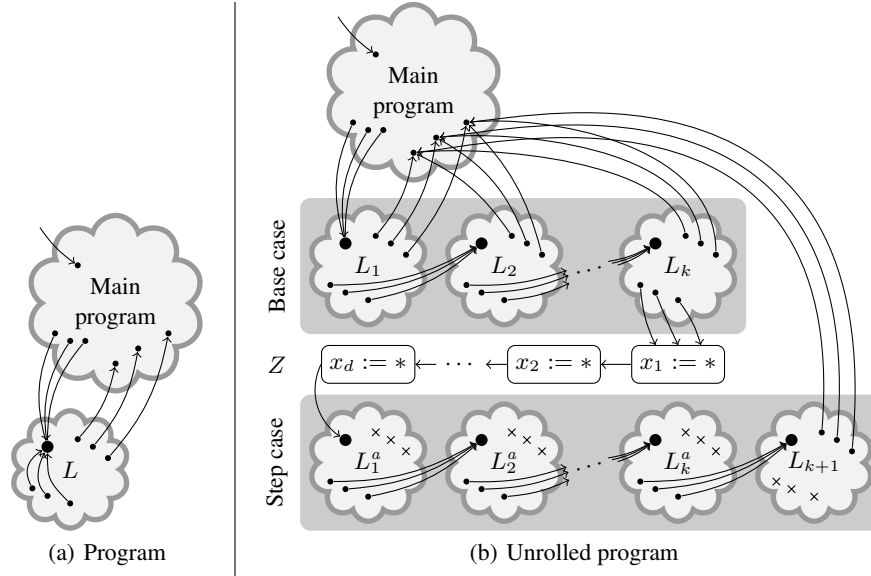 Main
program
L
(a) Program
Main
program
Base case
L₁
L₂
· · ·
Lₖ
Z
x_d := ∗
· · ·
x₂ := ∗
x₁ := ∗
Step case
L₁ᵃ
L₂ᵃ
· · ·
Lₖᵃ
Lₖ₊₁
(b) Unrolled program